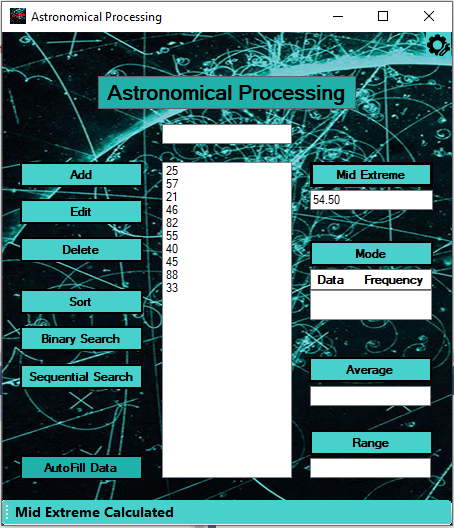 Astronomical Processing
Astronomical Processing
Add
Edit
Delete
Sort
Binary Search
Sequential Search
AutoFill Data
25
57
21
46
82
55
40
45
88
33
Mid Extreme
54.50
Mode
Data Frequency
Average
Range
Mid Extreme Calculated